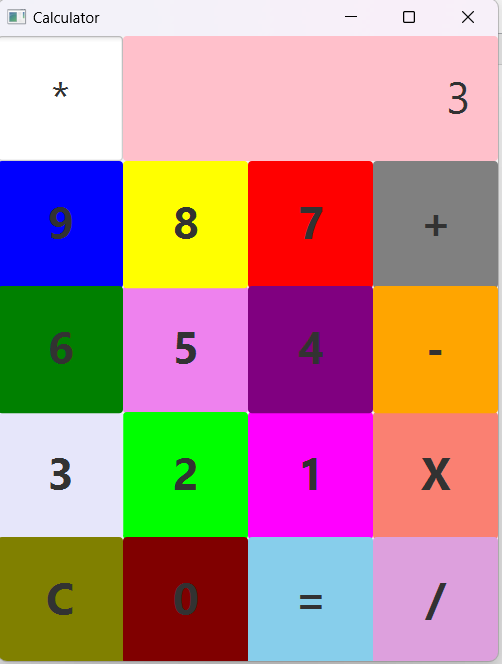 Calculator
* 3
9 8 7 +
6 5 4 -
3 2 1 X
C 0 = /